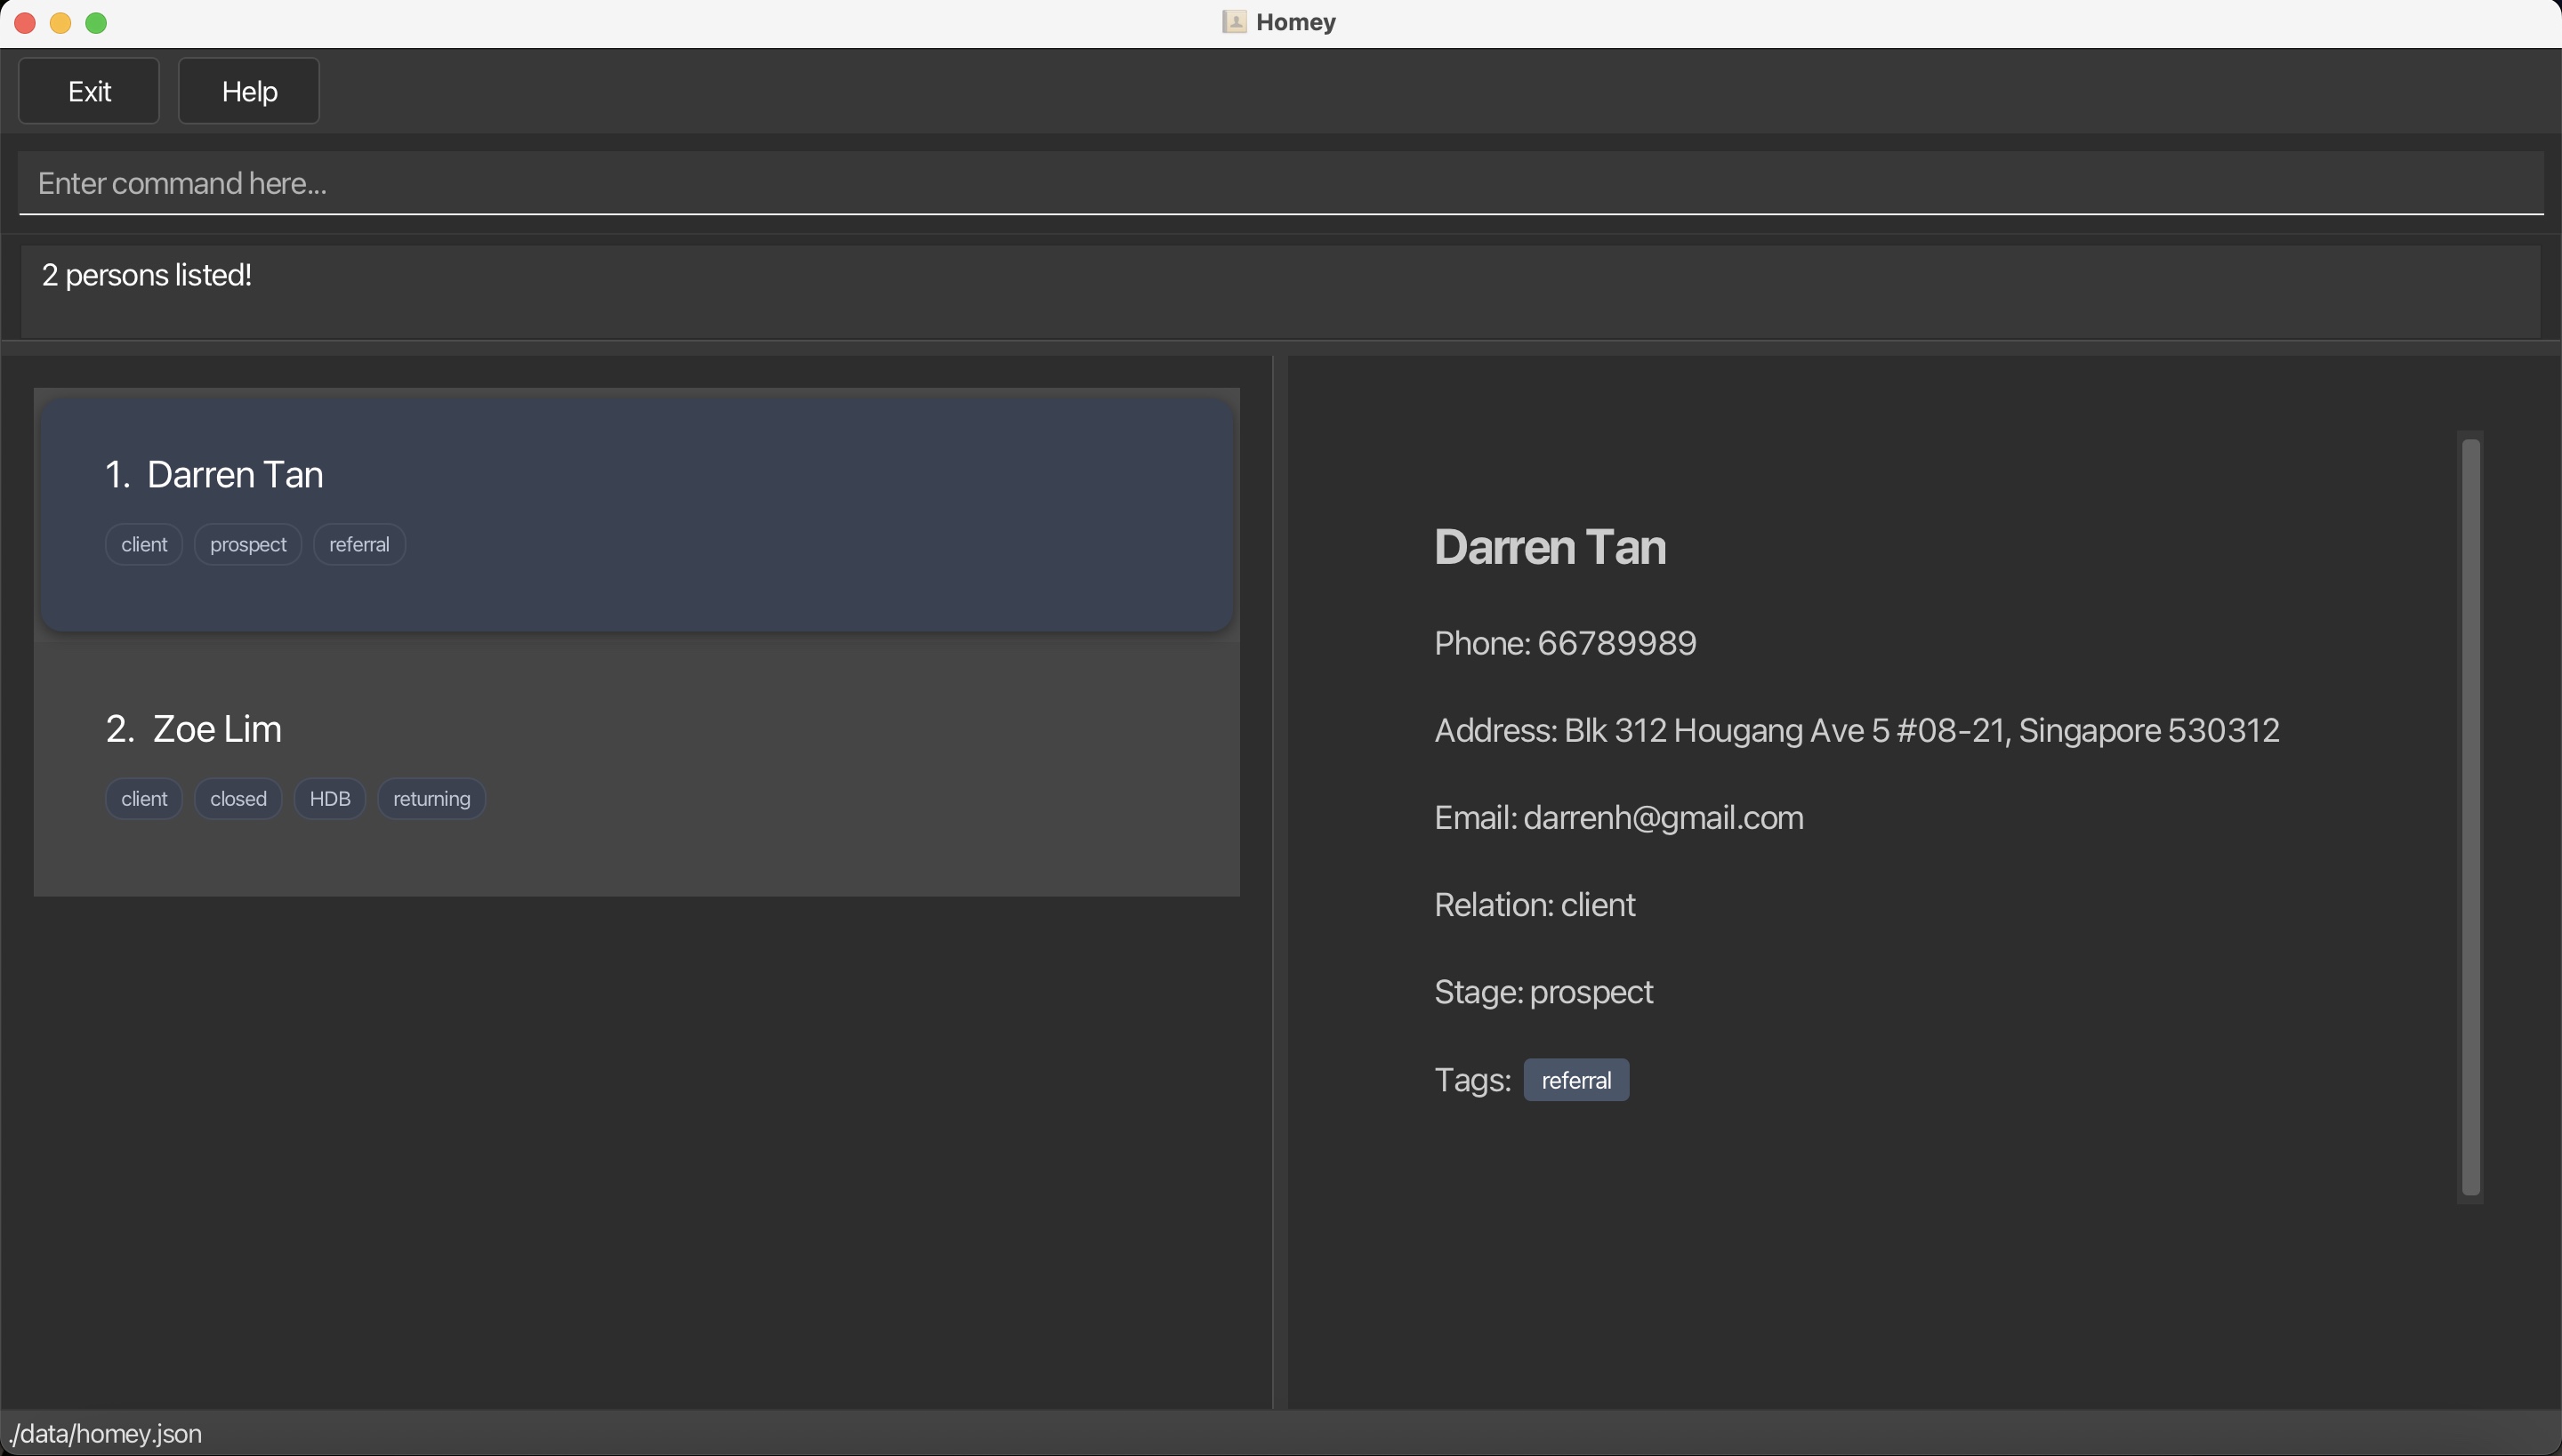 Homey
Exit Help
Enter command here...
2 persons listed!
1. Darren Tan
client prospect referral
2. Zoe Lim
client closed HDB returning
Darren Tan
Phone: 66789989
Address: Blk 312 Hougang Ave 5 #08-21, Singapore 530312
Email: darrenh@gmail.com
Relation: client
Stage: prospect
Tags: referral
./data/homey.json